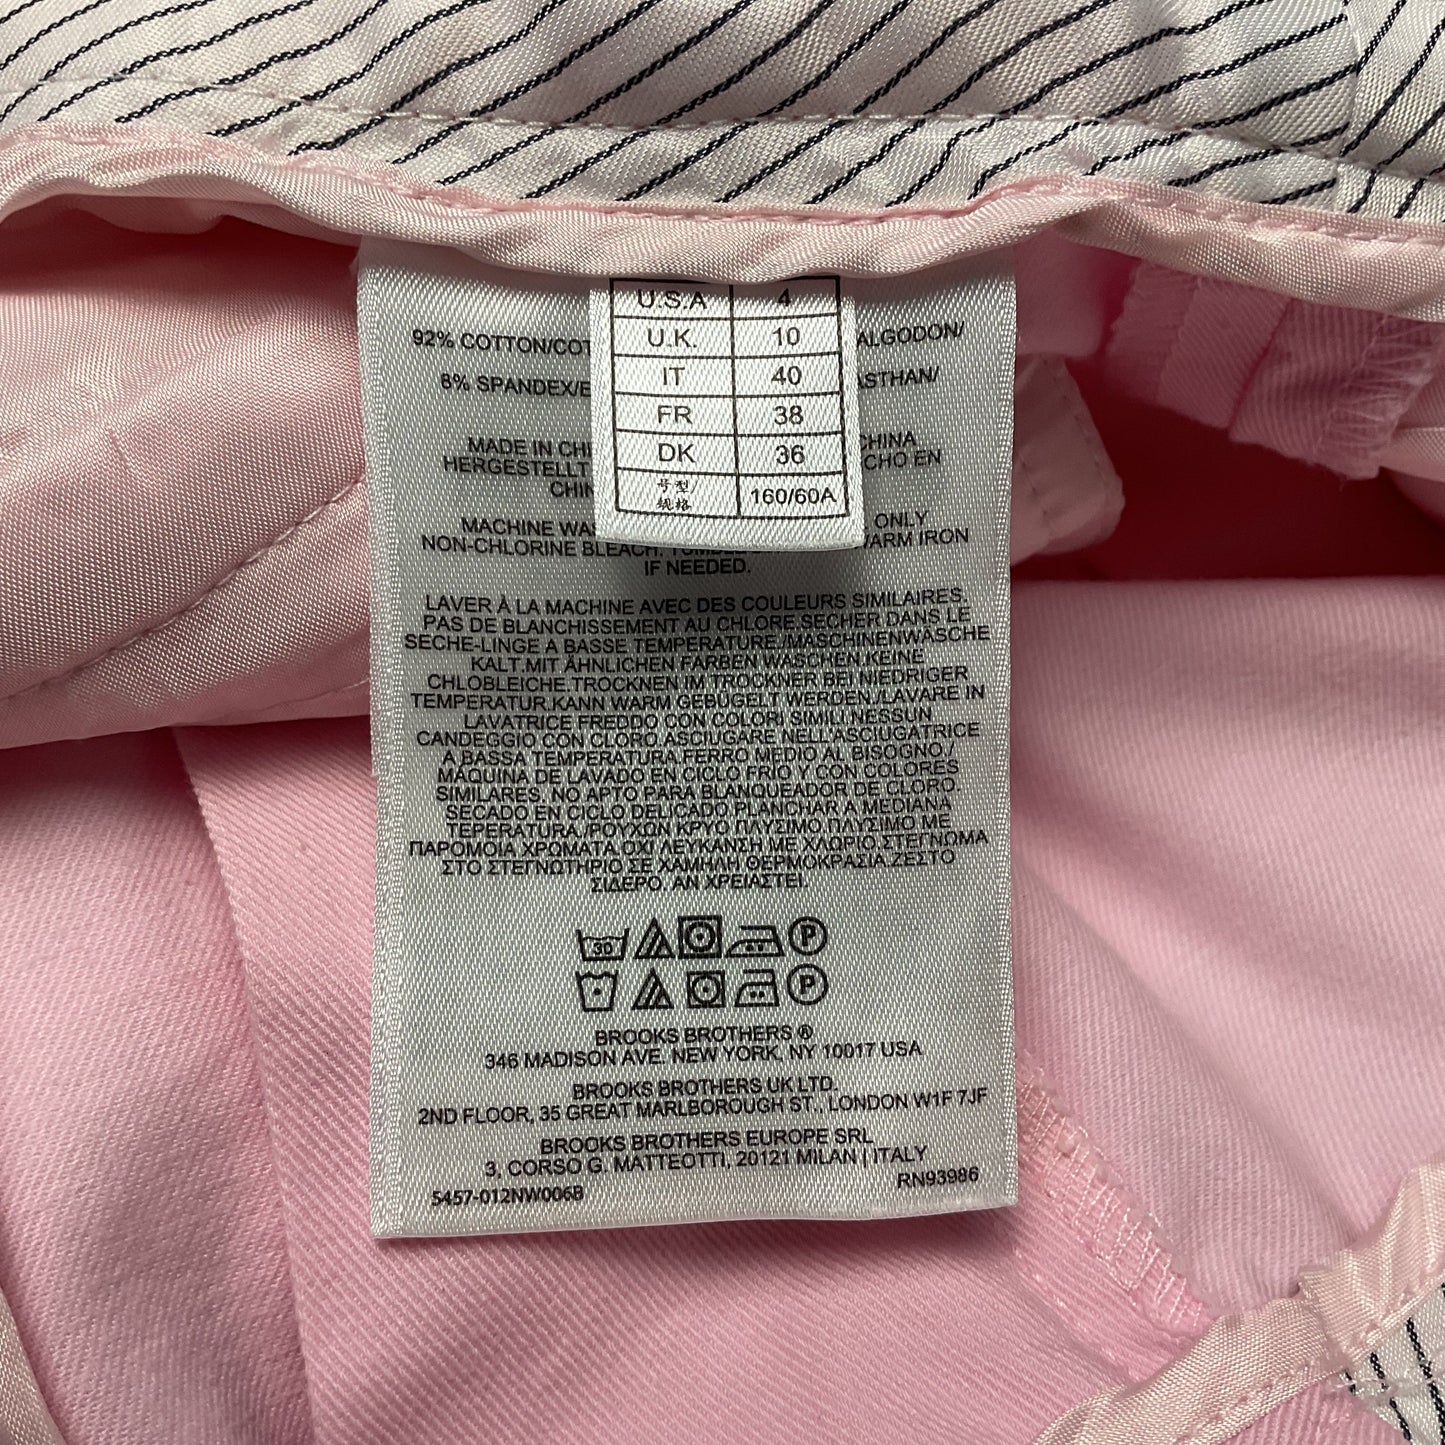 U.S.A 4
U.K. 10
IT 40
FR 38
DK 36
号型 规格 160/60A
92% COTTON/COT ALGODON/
8% SPANDEX/E ASTHAN/
MADE IN CHI CHINA
HERGESTELLT CHO EN
CHIN
MACHINE WAS ONLY
NON-CHLORINE BLEACH. TUMBLE WARM IRON
IF NEEDED.
LAVER À LA MACHINE AVEC DES COULEURS SIMILAIRES.
PAS DE BLANCHISSEMENT AU CHLORE.SECHER DANS LE
SECHE-LINGE A BASSE TEMPERATURE./MASCHINENWASCHE
KALT.MIT ÄHNLICHEN FARBEN WASCHEN.KEINE
CHLOBLEICHE.TROCKNEN IM TROCKNER BEI NIEDRIGER
TEMPERATUR.KANN WARM GEBÜGELT WERDEN./LAVARE IN
LAVATRICE FREDDO CON COLORI SIMILI NESSUN
CANDEGGIO CON CLORO.ASCIUGARE NELL'ASCIUGATRICE
A BASSA TEMPERATURA.FERRO MEDIO AL BISOGNO./
MÁQUINA DE LAVADO EN CICLO FRÍO Y CON COLORES
SIMILARES. NO APTO PARA BLANQUEADOR DE CLORO.
SECADO EN CICLO DELICADO PLANCHAR A MEDIANA
TEPERATURA./ΡΟΥΧΩΝ ΚΡΥΟ ΠΛΥΣΙΜΟ.ΠΛΥΣΙΜΟ ΜΕ
ΠΑΡΟΜΟΙΑ ΧΡΩΜΑΤΑ.ΟΧΙ ΛΕΥΚΑΝΣΗ ΜΕ ΧΛΩΡΙΟ.ΣΤΕΓΝΩΜΑ
ΣΤΟ ΣΤΕΓΝΩΤΗΡΙΟ ΣΕ ΧΑΜΗΛΗ ΘΕΡΜΟΚΡΑΣΙΑ.ΖΕΣΤΟ
ΣΙΔΕΡΟ. ΑΝ ΧΡΕΙΑΣΤΕΙ.
30 P
P
BROOKS BROTHERS ®
346 MADISON AVE. NEW YORK, NY 10017 USA
BROOKS BROTHERS UK LTD.
2ND FLOOR, 35 GREAT MARLBOROUGH ST., LONDON W1F 7JF
BROOKS BROTHERS EUROPE SRL
3, CORSO G. MATTEOTTI, 20121 MILAN | ITALY
5457-012NW006B RN93986